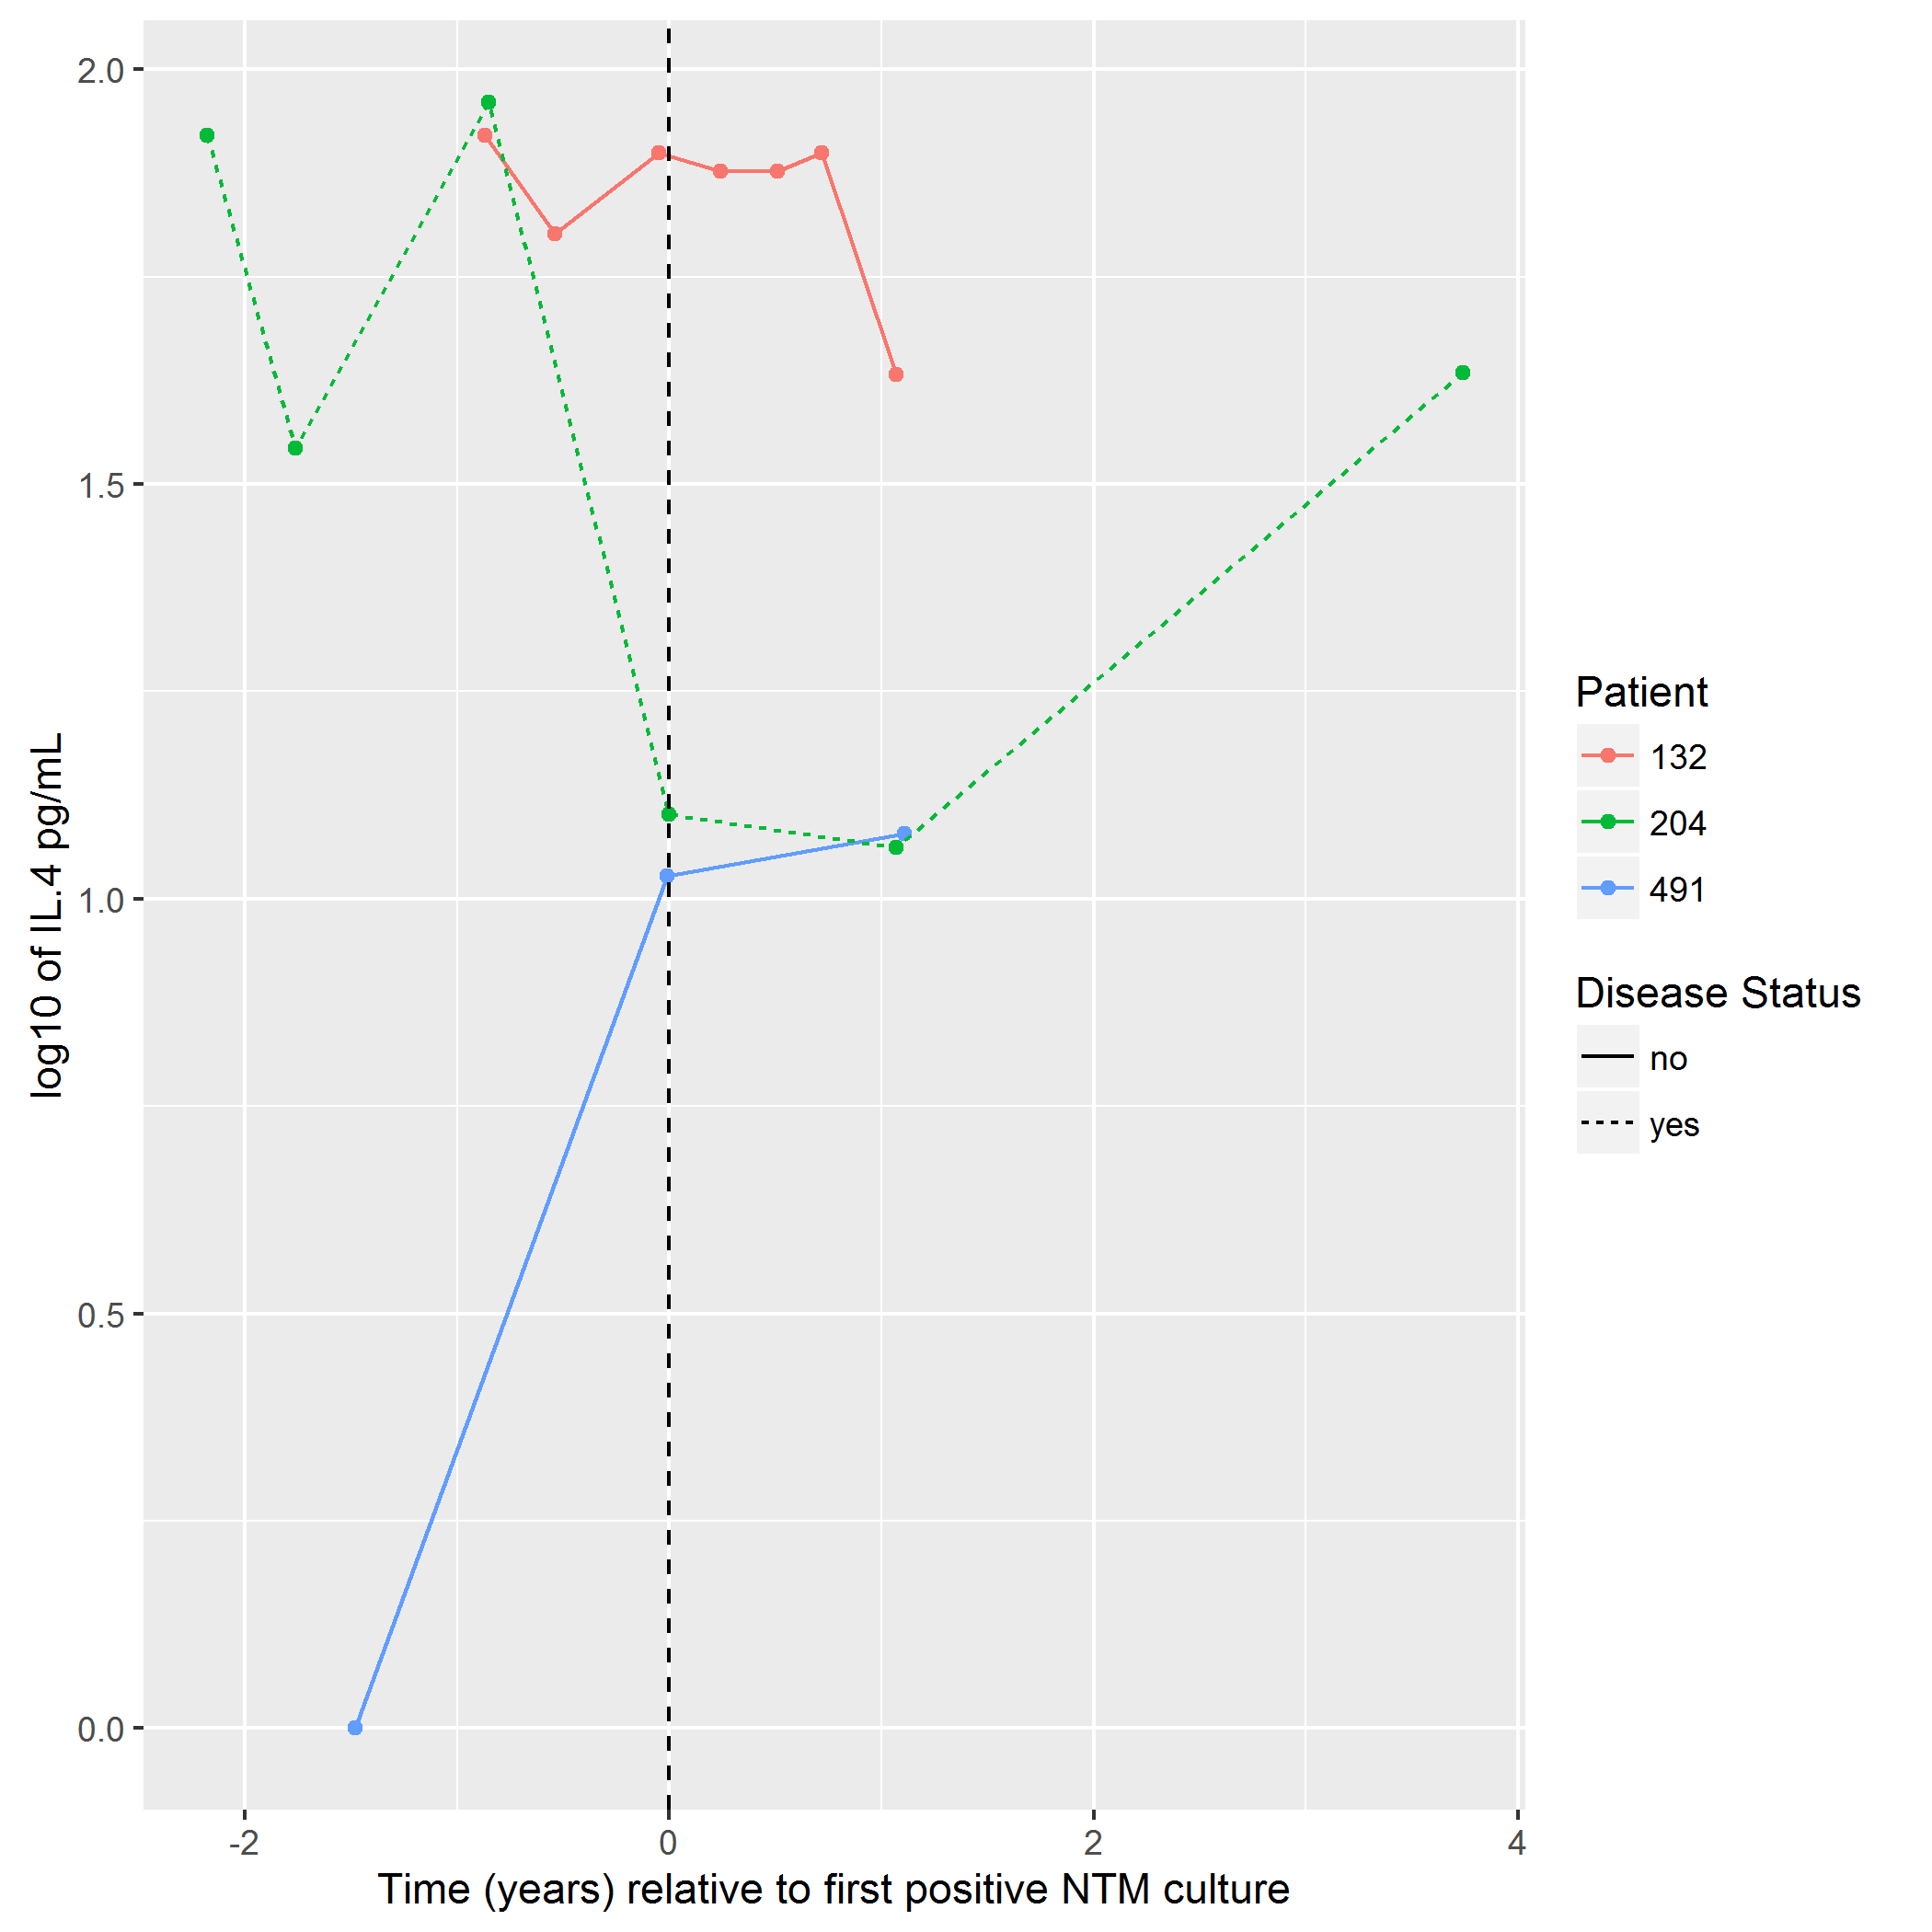 2.0
1.5
1.0
0.5
0.0
log10 of IL.4 pg/mL
-2
0
2
4
Time (years) relative to first positive NTM culture
Patient
132
204
491
Disease Status
no
yes